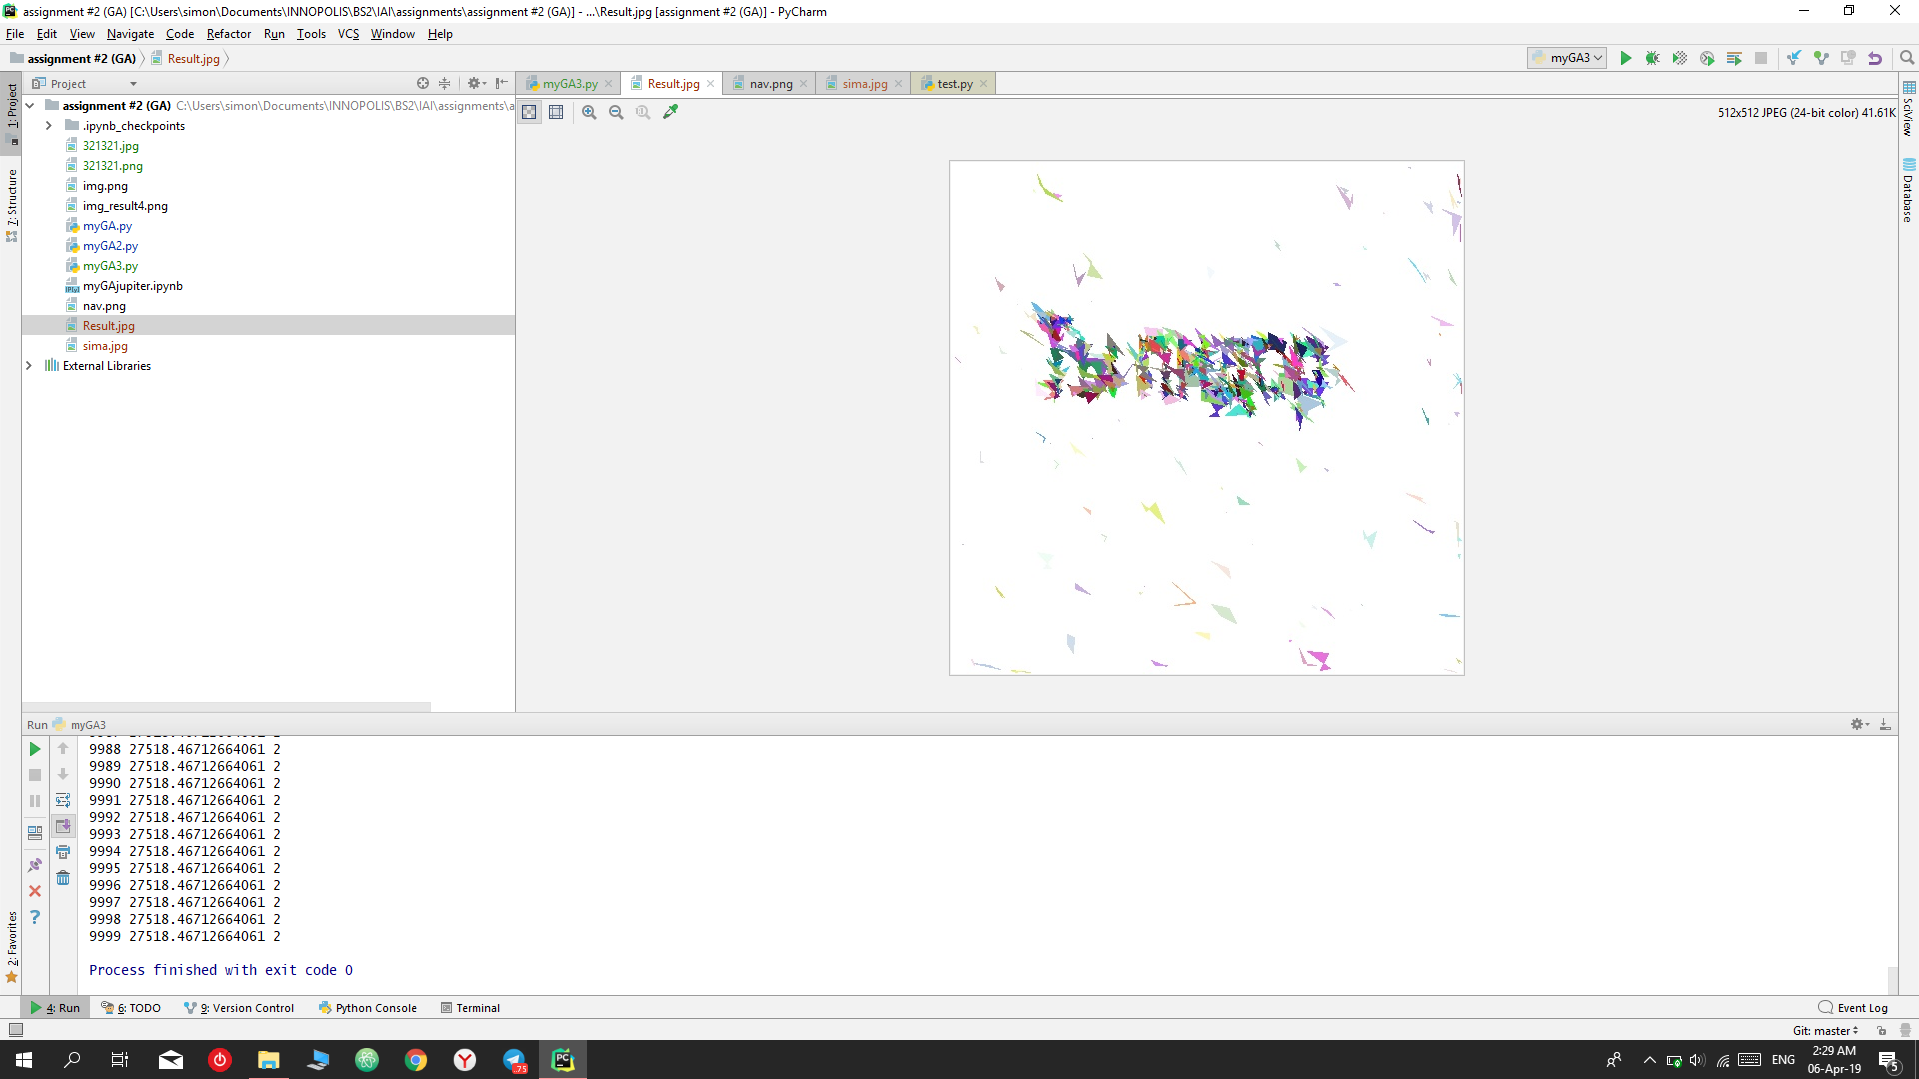 assignment #2 (GA) [C:\Users\simon\Documents\INNOPOLIS\BS2\IAI\assignments\assignment #2 (GA)] - ...\Result.jpg [assignment #2 (GA)] - PyCharm
File Edit View Navigate Code Refactor Run Tools VCS Window Help
assignment #2 (GA) Result.jpg myGA3
Project
myGA3.py Result.jpg nav.png sima.jpg test.py
512x512 JPEG (24-bit color) 41.61K
1: Project
7: Structure
2: Favorites
SciView
Database
assignment #2 (GA) C:\Users\simon\Documents\INNOPOLIS\BS2\IAI\assignments\a
.ipynb_checkpoints
321321.jpg
321321.png
img.png
img_result4.png
myGA.py
myGA2.py
myGA3.py
myGAjupiter.ipynb
nav.png
Result.jpg
sima.jpg
External Libraries
Run myGA3
9988 27518.46712664061 2
9989 27518.46712664061 2
9990 27518.46712664061 2
9991 27518.46712664061 2
9992 27518.46712664061 2
9993 27518.46712664061 2
9994 27518.46712664061 2
9995 27518.46712664061 2
9996 27518.46712664061 2
9997 27518.46712664061 2
9998 27518.46712664061 2
9999 27518.46712664061 2
Process finished with exit code 0
4: Run 6: TODO 9: Version Control Python Console Terminal Event Log
Git: master
ENG 2:29 AM
06-Apr-19